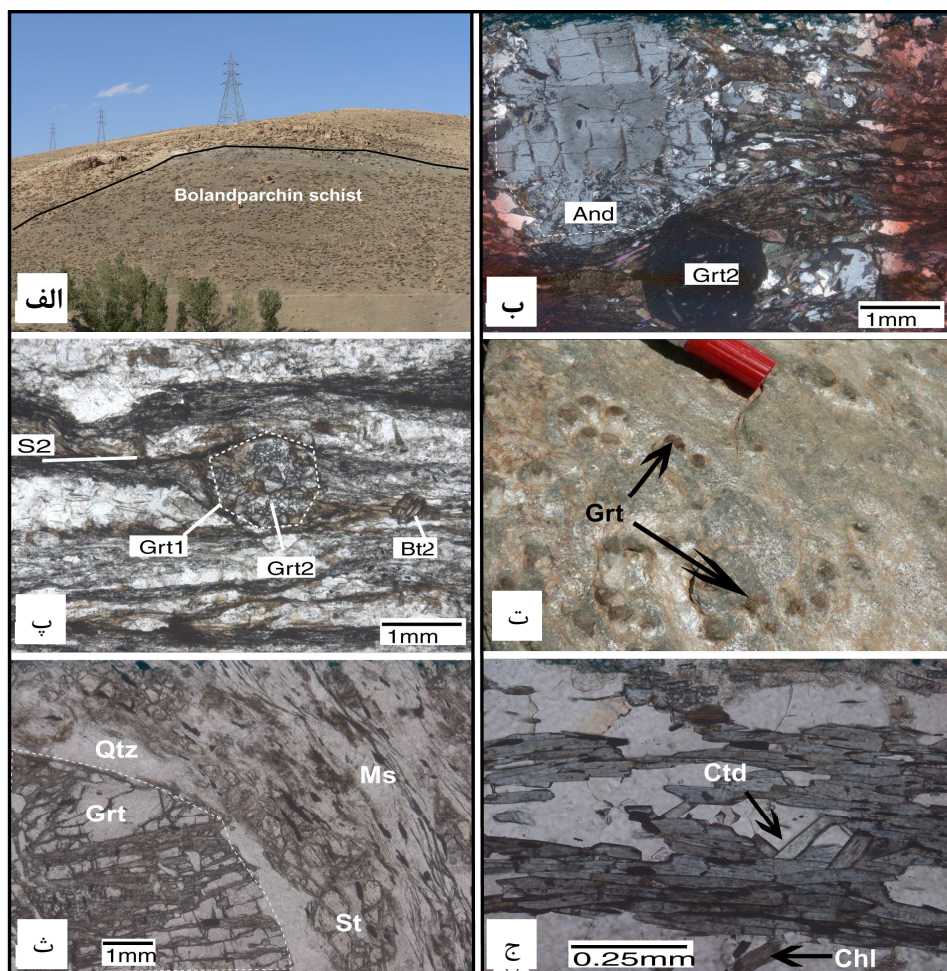 Bolandparchin schist
الف
And
Grt2
1mm
ب
S2
Grt1
Grt2
Bt2
1mm
پ
Grt
ت
Qtz
Ms
Grt
St
1mm
ث
Ctd
0.25mm
Chl
ج